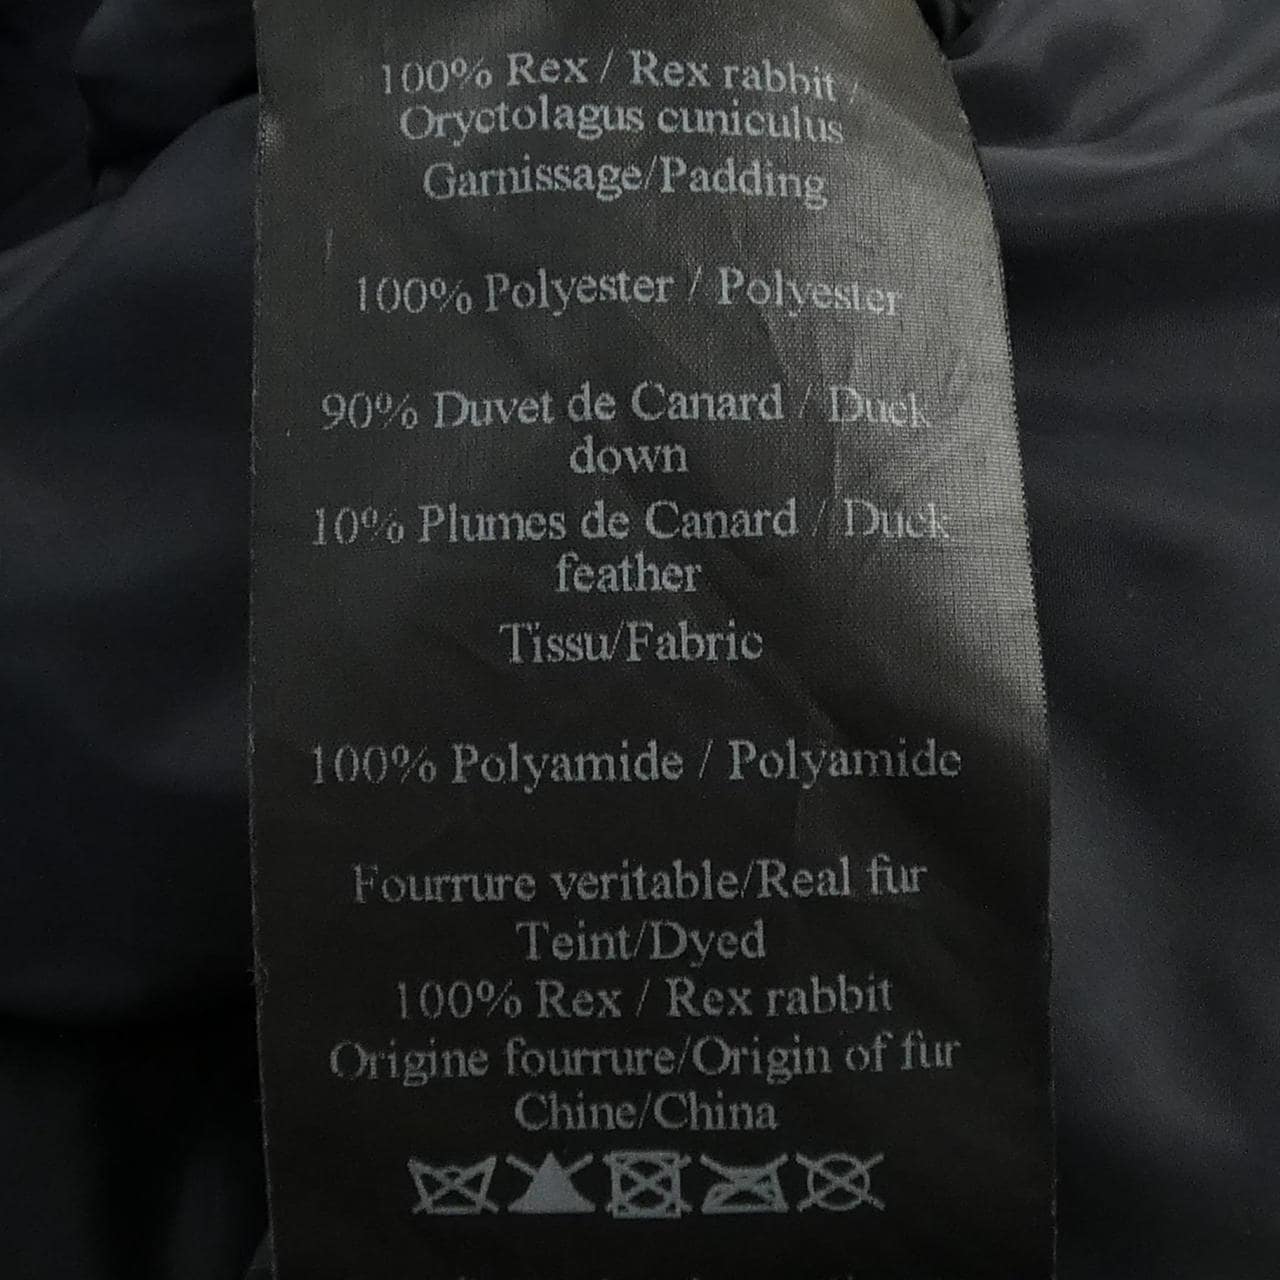 100% Rex / Rex rabbit /
Oryctolagus cuniculus
Garnissage/Padding
100% Polyester / Polyester
90% Duvet de Canard / Duck
down
10% Plumes de Canard / Duck
feather
Tissu/Fabric
100% Polyamide / Polyamide
Fourrure veritable/Real fur
Teint/Dyed
100% Rex / Rex rabbit
Origine fourrure/Origin of fur
Chine/China